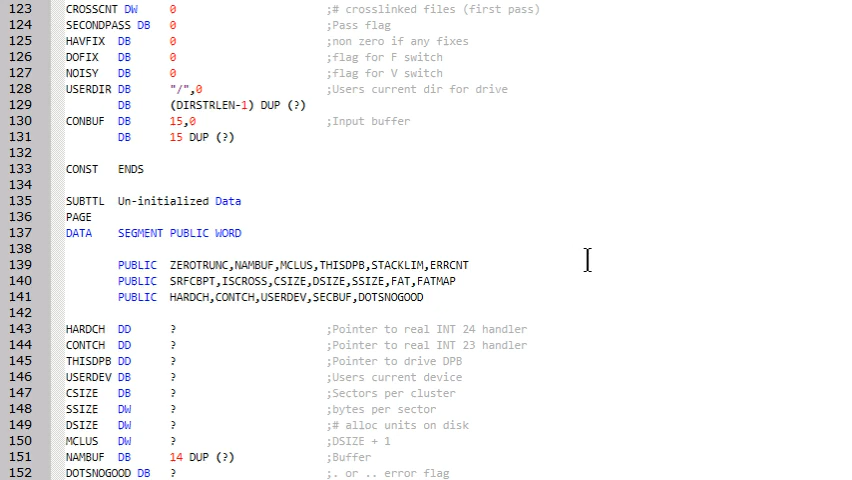 123 CROSSCNT DW 0 ;# crosslinked files (first pass)
124 SECONDPASS DB 0 ;Pass flag
125 HAVFIX DB 0 ;non zero if any fixes
126 DOFIX DB 0 ;flag for F switch
127 NOISY DB 0 ;flag for V switch
128 USERDIR DB "/",0 ;Users current dir for drive
129 DB (DIRSTRLEN-1) DUP (?)
130 CONBUF DB 15,0 ;Input buffer
131 DB 15 DUP (?)
132
133 CONST ENDS
134
135 SUBTTL Un-initialized Data
136 PAGE
137 DATA SEGMENT PUBLIC WORD
138
139 PUBLIC ZEROTRUNC,NAMBUF,MCLUS,THISDPB,STACKLIM,ERRCNT
140 PUBLIC SRFCBPT,ISCROSS,CSIZE,DSIZE,SSIZE,FAT,FATMAP
141 PUBLIC HARDCH,CONTCH,USERDEV,SECBUF,DOTSNOGOOD
142
143 HARDCH DD ? ;Pointer to real INT 24 handler
144 CONTCH DD ? ;Pointer to real INT 23 handler
145 THISDPB DD ? ;Pointer to drive DPB
146 USERDEV DB ? ;Users current device
147 CSIZE DB ? ;Sectors per cluster
148 SSIZE DW ? ;bytes per sector
149 DSIZE DW ? ;# alloc units on disk
150 MCLUS DW ? ;DSIZE + 1
151 NAMBUF DB 14 DUP (?) ;Buffer
152 DOTSNOGOOD DB ? ;. or .. error flag